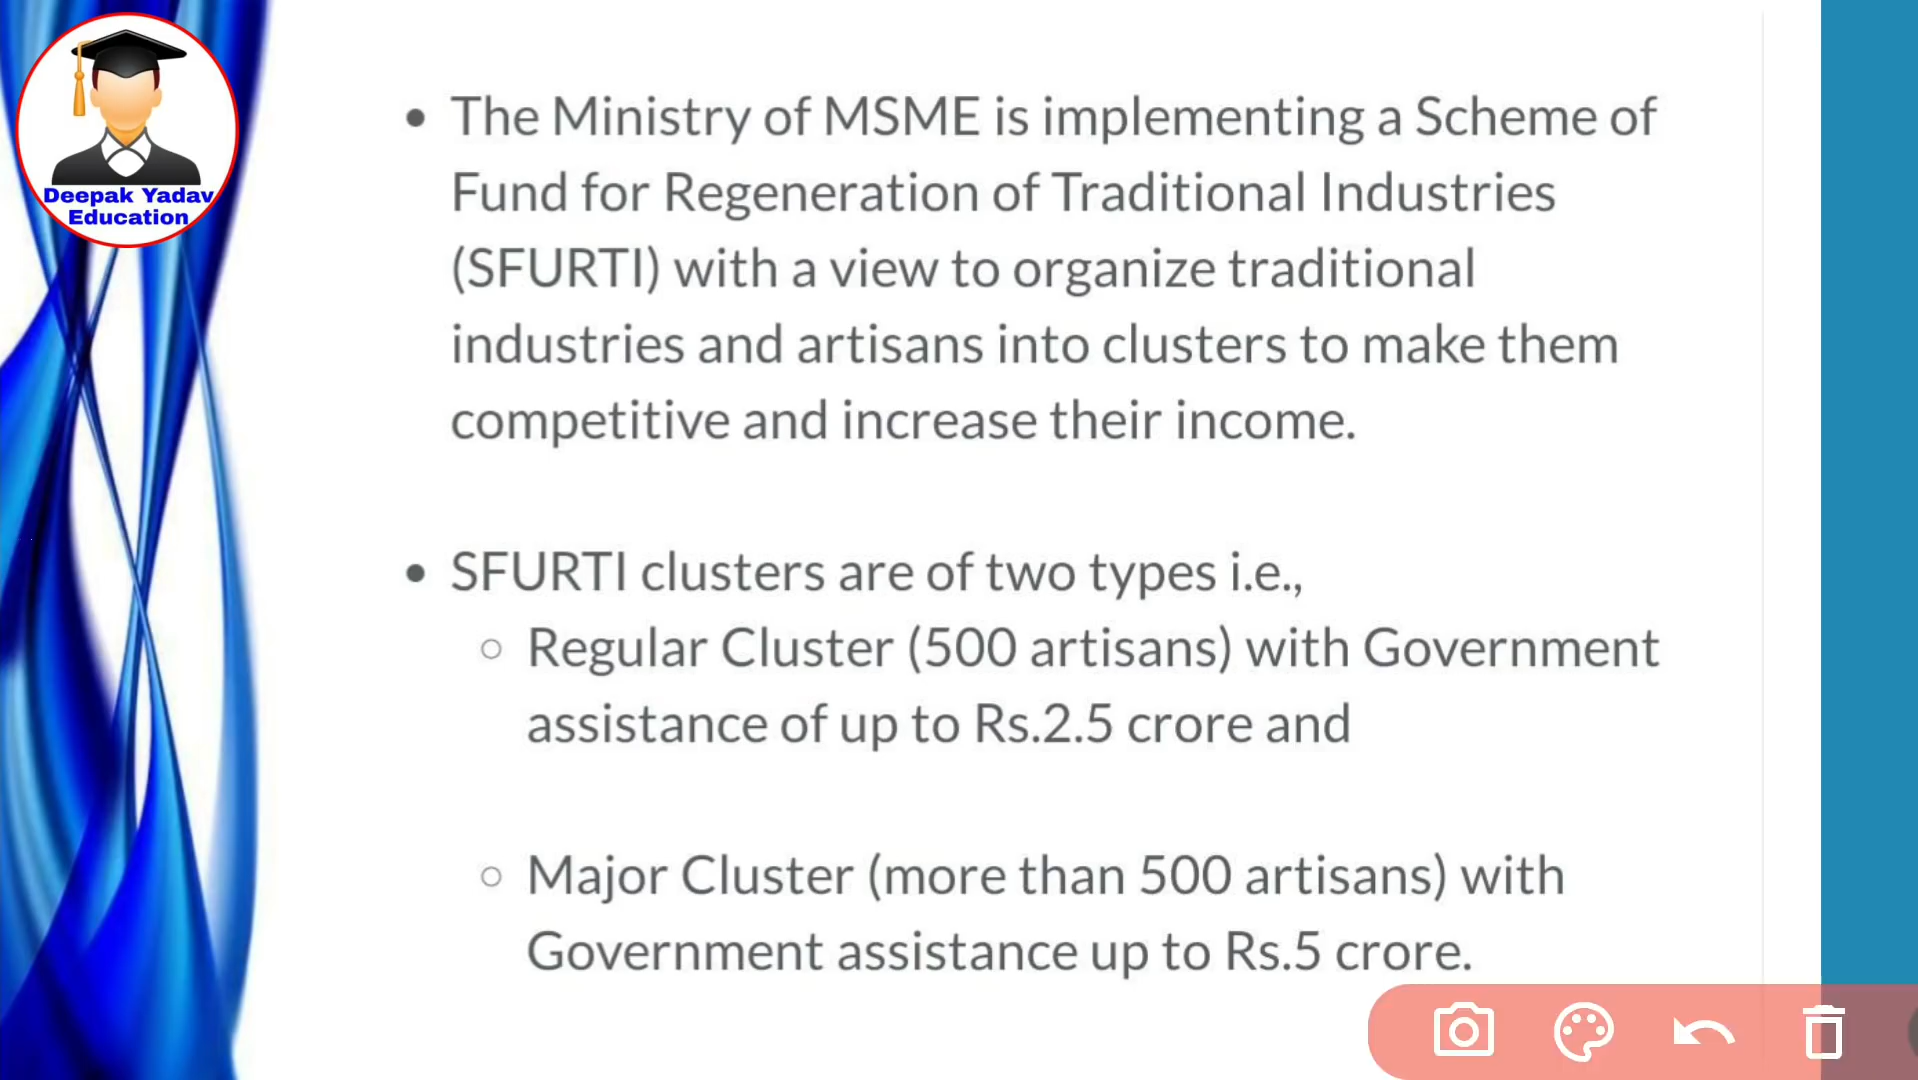 Deepak Yadav
Education
• The Ministry of MSME is implementing a Scheme of
Fund for Regeneration of Traditional Industries
(SFURTI) with a view to organize traditional
industries and artisans into clusters to make them
competitive and increase their income.
• SFURTI clusters are of two types i.e.,
○ Regular Cluster (500 artisans) with Government
assistance of up to Rs.2.5 crore and
○ Major Cluster (more than 500 artisans) with
Government assistance up to Rs.5 crore.